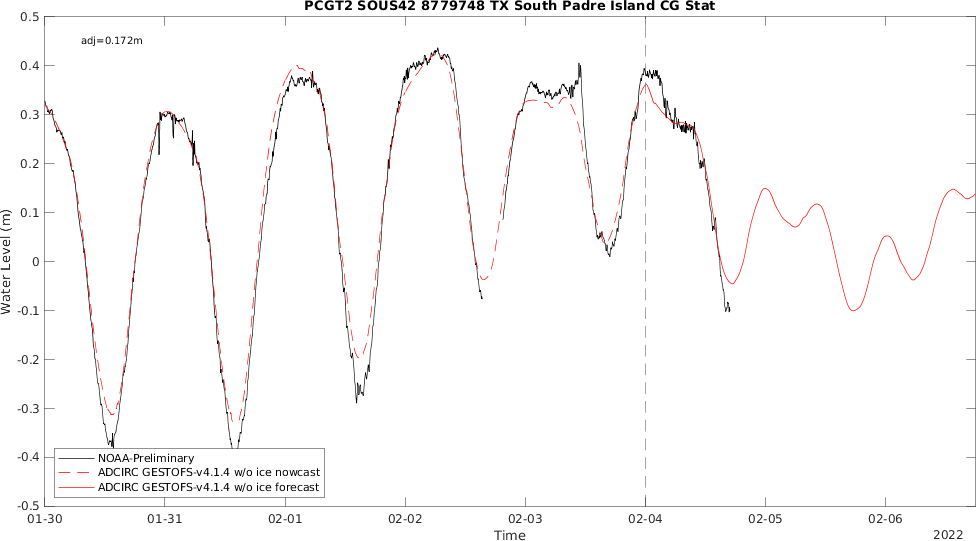 PCGT2 SOUS42 8779748 TX South Padre Island CG Stat
adj=0.172m
0.5
0.4
0.3
0.2
0.1
0
-0.1
-0.2
-0.3
-0.4
-0.5
Water Level (m)
NOAA-Preliminary
ADCIRC GESTOFS-v4.1.4 w/o ice nowcast
ADCIRC GESTOFS-v4.1.4 w/o ice forecast
01-30 01-31 02-01 02-02 02-03 02-04 02-05 02-06
Time
2022